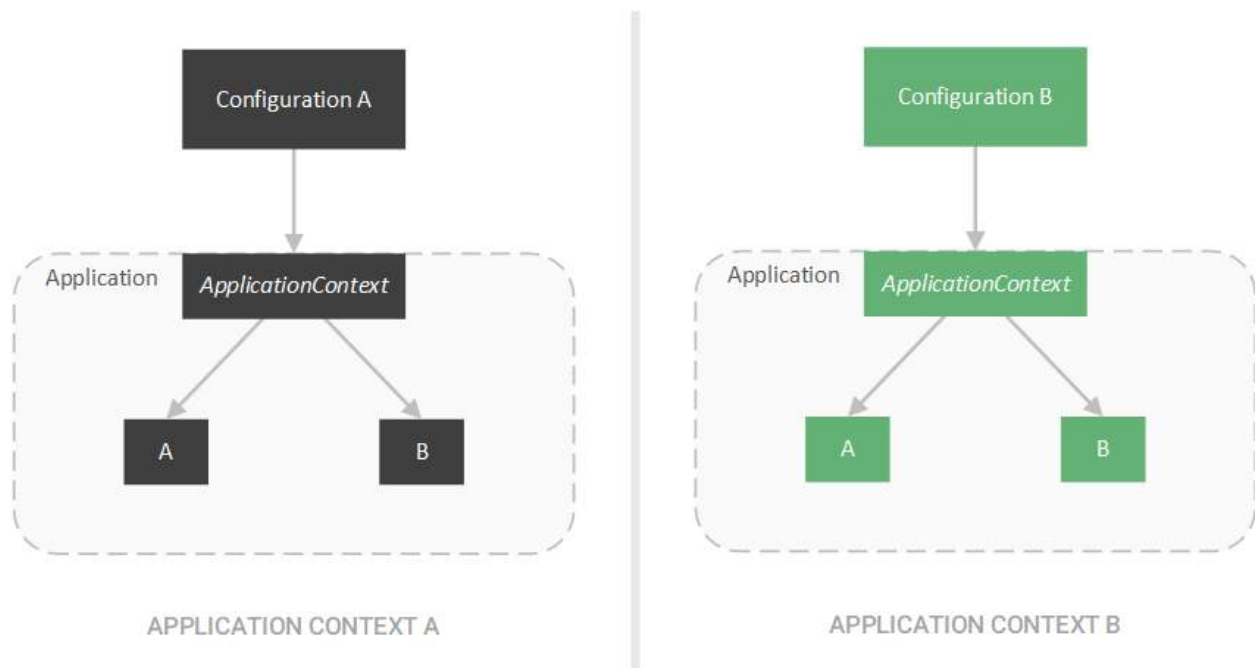 Configuration A
Application
ApplicationContext
A
B
APPLICATION CONTEXT A
Configuration B
Application
ApplicationContext
A
B
APPLICATION CONTEXT B